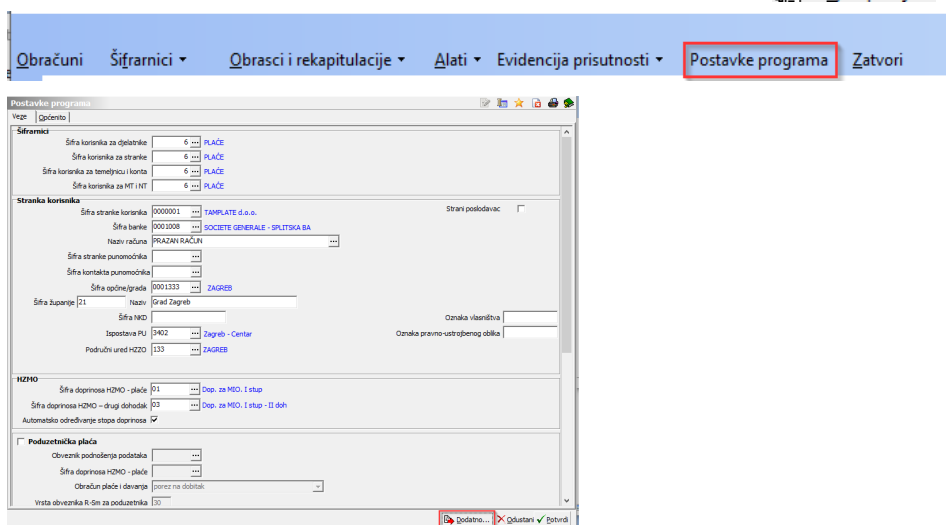 Obračuni Šifrarnici Obrasci i rekapitulacije Alati Evidencija prisutnosti Postavke programa Zatvori
Postavke programa
Veze Općenito
Šifrarnici
Šifra korisnika za djelatnike 6 ... PLAĆE
Šifra korisnika za stranke 6 ... PLAĆE
Šifra korisnika za temeljnicu i konta 6 ... PLAĆE
Šifra korisnika za MT i NT 6 ... PLAĆE
Stranka korisnika
Šifra stranke korisnika 0000001 ... TAMPLATE d.o.o. Strani poslodavac
Šifra banke 0001008 ... SOCIETE GENERALE - SPLITSKA BA
Naziv računa PRAZAN RAČUN ...
Šifra stranke punomoćnika ...
Šifra kontakta punomoćnika ...
Šifra općine/grada 0001333 ... ZAGREB
Šifra županije 21 Naziv Grad Zagreb
Šifra NKD Oznaka vlasništva
Ispostava PU 3402 ... Zagreb - Centar Oznaka pravno-ustrojbenog oblika
Područni ured HZZO 133 ... ZAGREB
HZMO
Šifra doprinosa HZMO - plaće 01 ... Dop. za MIO. I stup
Šifra doprinosa HZMO – drugi dohodak 03 ... Dop. za MIO. I stup - II doh
Automatsko određivanje stopa doprinosa
Poduzetnička plaća
Obveznik podnošenja podataka ...
Šifra doprinosa HZMO - plaće ...
Obračun plaće i davanja porez na dobitak
Vrsta obveznika R-Sm za poduzetnika 30
Dodatno... Odustani Potvrdi